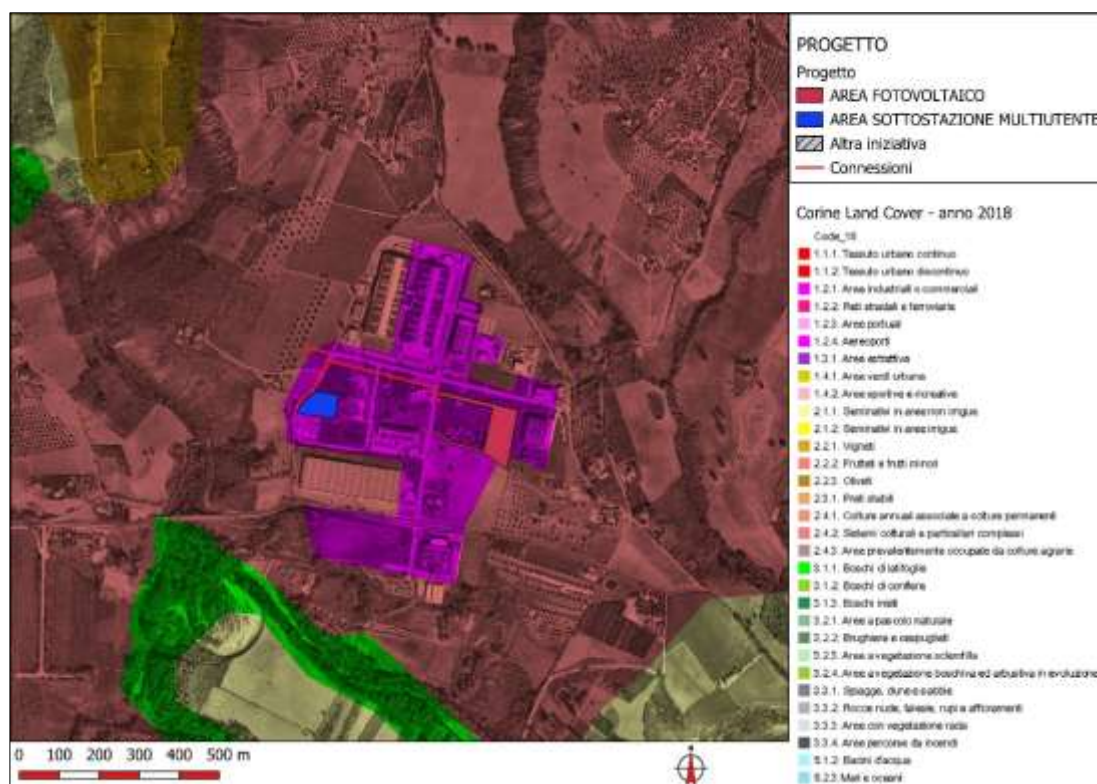 PROGETTO
Progetto
AREA FOTOVOLTAICO
AREA SOTTOSTAZIONE MULTIUTENTE
Altra iniziativa
Connessioni
Corine Land Cover - anno 2018
Code_18
1.1.1. Tessuto urbano continuo
1.1.2. Tessuto urbano discontinuo
1.2.1. Aree industriali o commerciali
1.2.2. Reti stradali e ferroviarie
1.2.3. Aree portuali
1.2.4. Aereoporti
1.3.1. Aree estrattive
1.4.1. Aree verdi urbane
1.4.2. Aree sportive e ricreative
2.1.1. Seminativi in aree non irrigue
2.1.2. Seminativi in aree irrigue
2.2.1. Vigneti
2.2.2. Frutteti e frutti minori
2.2.3. Oliveti
2.3.1. Prati stabili
2.4.1. Colture annuali associate a colture permanenti
2.4.2. Sistemi colturali e particellari complessi
2.4.3. Aree prevalentemente occupate da colture agrarie
3.1.1. Boschi di latifoglie
3.1.2. Boschi di conifere
3.1.3. Boschi misti
3.2.1. Aree a pascolo naturale
3.2.2. Brughiere e cespuglieti
3.2.3. Aree a vegetazione sclerofilla
3.2.4. Aree a vegetazione boschiva ed arbustiva in evoluzione
3.3.1. Spiagge, dune e sabbie
3.3.2. Rocce nude, falesie, rupi e affioramenti
3.3.3. Aree con vegetazione rada
3.3.4. Aree percorse da incendi
5.1.2. Bacini d'acqua
5.2.3. Mari e oceani
0 100 200 300 400 500 m